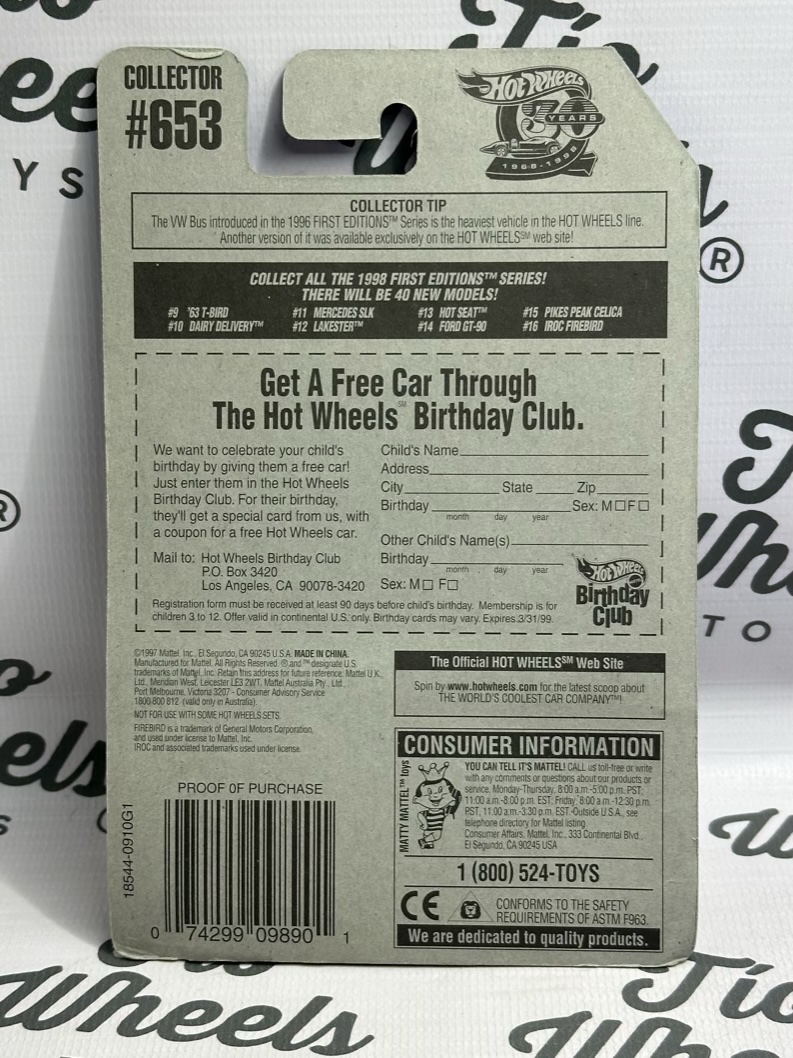 COLLECTOR
#653
Hot Wheels
30
YEARS
1968-1998
COLLECTOR TIP
The VW Bus introduced in the 1996 FIRST EDITIONS™ Series is the heaviest vehicle in the HOT WHEELS line.
Another version of it was available exclusively on the HOT WHEELS℠ web site!
COLLECT ALL THE 1998 FIRST EDITIONS™ SERIES!
THERE WILL BE 40 NEW MODELS!
#9 '63 T-BIRD #11 MERCEDES SLK #13 HOT SEAT™ #15 PIKES PEAK CELICA
#10 DAIRY DELIVERY™ #12 LAKESTER™ #14 FORD GT-90 #16 IROC FIREBIRD
Get A Free Car Through
The Hot Wheels℠ Birthday Club.
We want to celebrate your child's
birthday by giving them a free car!
Just enter them in the Hot Wheels
Birthday Club. For their birthday,
they'll get a special card from us, with
a coupon for a free Hot Wheels car.
Mail to: Hot Wheels Birthday Club
P.O. Box 3420
Los Angeles, CA 90078-3420
Child's Name
Address
City State Zip
Birthday Sex: M☐F☐
month day year
Other Child's Name(s)
Birthday
month day year
Sex: M☐ F☐
Hot Wheels
Birthday
Club
Registration form must be received at least 90 days before child's birthday. Membership is for
children 3 to 12. Offer valid in continental U.S. only. Birthday cards may vary. Expires 3/31/99.
©1997 Mattel, Inc., El Segundo, CA 90245 U.S.A. MADE IN CHINA.
Manufactured for Mattel. All Rights Reserved. ® and ™ designate U.S.
trademarks of Mattel, Inc. Retain this address for future reference: Mattel U.K.,
Ltd., Meridian West, Leicester LE3 2WT. Mattel Australia Pty., Ltd.,
Port Melbourne, Victoria 3207 - Consumer Advisory Service
1800 800 812 (valid only in Australia).
NOT FOR USE WITH SOME HOT WHEELS SETS.
FIREBIRD is a trademark of General Motors Corporation,
and used under license to Mattel, Inc.
IROC and associated trademarks used under license.
The Official HOT WHEELS℠ Web Site
Spin by www.hotwheels.com for the latest scoop about
THE WORLD'S COOLEST CAR COMPANY™!
CONSUMER INFORMATION
MATTY MATTEL™ toys
YOU CAN TELL IT'S MATTEL! CALL us toll-free or write
with any comments or questions about our products or
service, Monday-Thursday, 8:00 a.m.-5:00 p.m. PST,
11:00 a.m.-8:00 p.m. EST; Friday 8:00 a.m.-12:30 p.m.
PST, 11:00 a.m.-3:30 p.m. EST. Outside U.S.A., see
telephone directory for Mattel listing.
Consumer Affairs, Mattel, Inc., 333 Continental Blvd.,
El Segundo, CA 90245 USA
1 (800) 524-TOYS
CE
CONFORMS TO THE SAFETY
REQUIREMENTS OF ASTM F963.
We are dedicated to quality products.
PROOF OF PURCHASE
18544-0910G1
0 74299 09890 1
Tio
Wheels